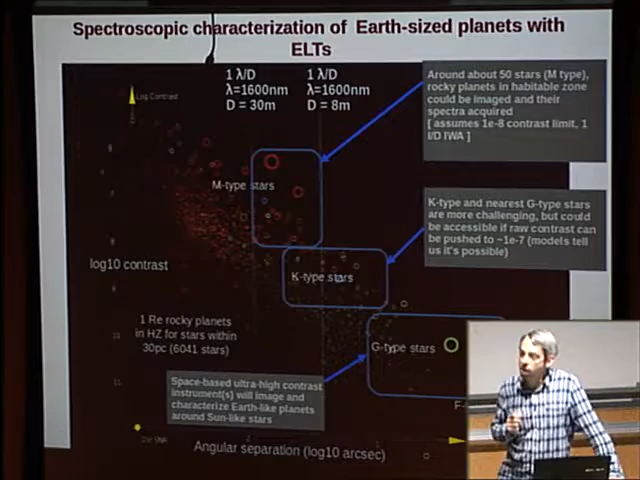 Spectroscopic characterization of Earth-sized planets with
ELTs
1 λ/D
λ=1600nm
D = 30m
1 λ/D
λ=1600nm
D = 8m
Log Contrast
Around about 50 stars (M type),
rocky planets in habitable zone
could be imaged and their
spectra acquired
[ assumes 1e-8 contrast limit, 1
l/D IWA ]
M-type stars
K-type and nearest G-type stars
are more challenging, but could
be accessible if raw contrast can
be pushed to ~1e-7 (models tell
us it's possible)
log10 contrast
K-type stars
1 Re rocky planets
in HZ for stars within
30pc (6041 stars)
G-type stars
Space-based ultra-high contrast
instrument(s) will image and
characterize Earth-like planets
around Sun-like stars
F-
Angular separation (log10 arcsec)